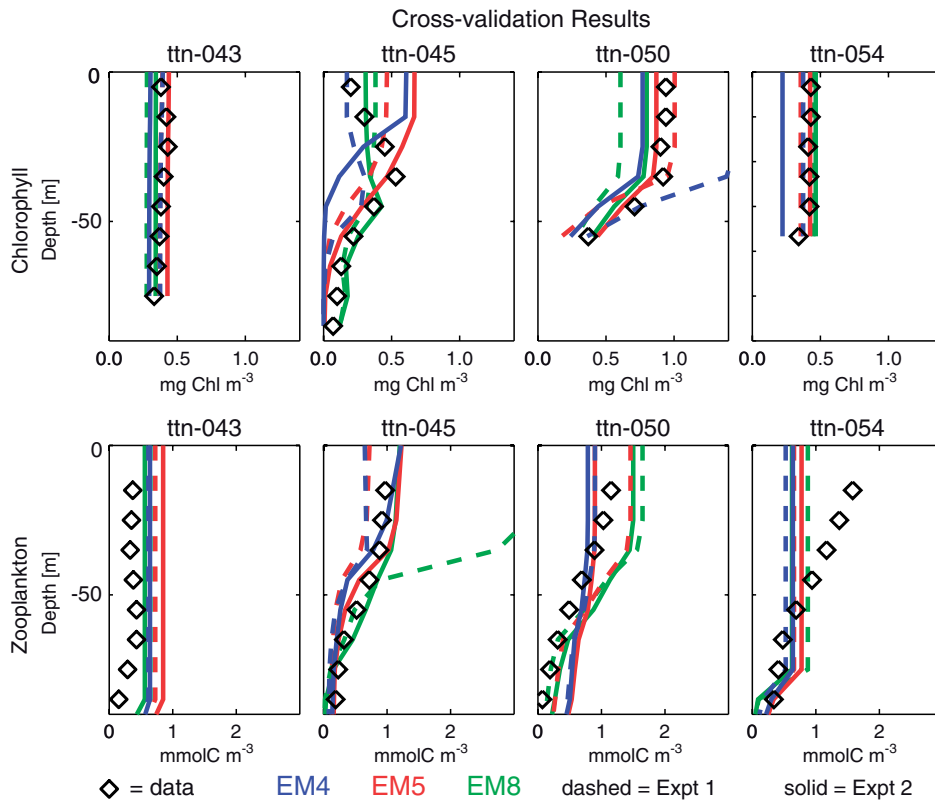 Cross-validation Results
ttn-043 ttn-045 ttn-050 ttn-054
0
-50
Chlorophyll
Depth [m]
0.0 0.5 1.0 0.0 0.5 1.0 0.0 0.5 1.0 0.0 0.5 1.0
mg Chl m-3 mg Chl m-3 mg Chl m-3 mg Chl m-3
ttn-043 ttn-045 ttn-050 ttn-054
0
-50
Zooplankton
Depth [m]
0 1 2 0 1 2 0 1 2 0 1 2
mmolC m-3 mmolC m-3 mmolC m-3 mmolC m-3
= data EM4 EM5 EM8 dashed = Expt 1 solid = Expt 2